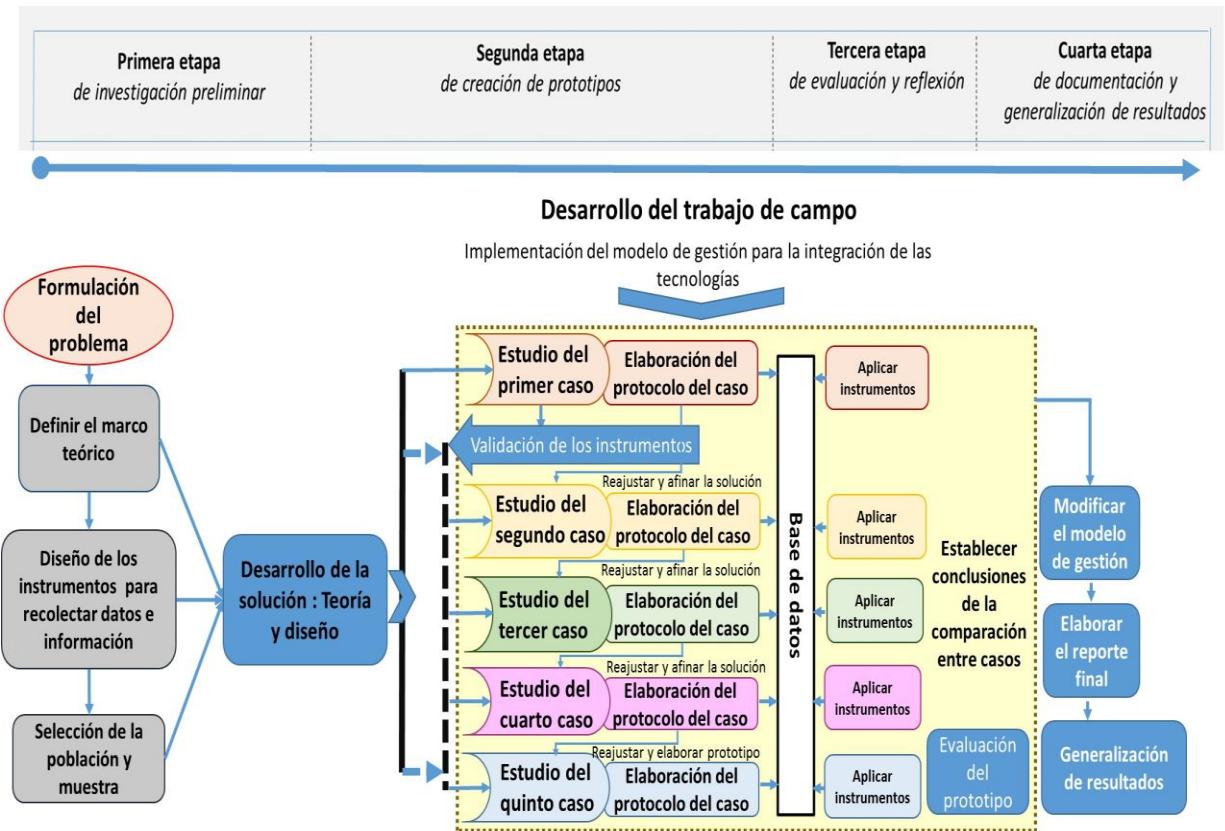 Primera etapa
de investigación preliminar
Segunda etapa
de creación de prototipos
Tercera etapa
de evaluación y reflexión
Cuarta etapa
de documentación y
generalización de resultados
Desarrollo del trabajo de campo
Implementación del modelo de gestión para la integración de las
tecnologías
Formulación
del
problema
Definir el marco
teórico
Diseño de los
instrumentos para
recolectar datos e
información
Selección de la
población y
muestra
Desarrollo de la
solución : Teoría
y diseño
Estudio del
primer caso
Elaboración del
protocolo del caso
Aplicar
instrumentos
Validación de los instrumentos
Reajustar y afinar la solución
Estudio del
segundo caso
Elaboración del
protocolo del caso
Aplicar
instrumentos
Reajustar y afinar la solución
Estudio del
tercer caso
Elaboración del
protocolo del caso
Aplicar
instrumentos
Reajustar y afinar la solución
Estudio del
cuarto caso
Elaboración del
protocolo del caso
Aplicar
instrumentos
Reajustar y elaborar prototipo
Estudio del
quinto caso
Elaboración del
protocolo del caso
Aplicar
instrumentos
Base de datos
Establecer
conclusiones
de la
comparación
entre casos
Evaluación
del
prototipo
Modificar
el modelo
de gestión
Elaborar
el reporte
final
Generalización
de resultados